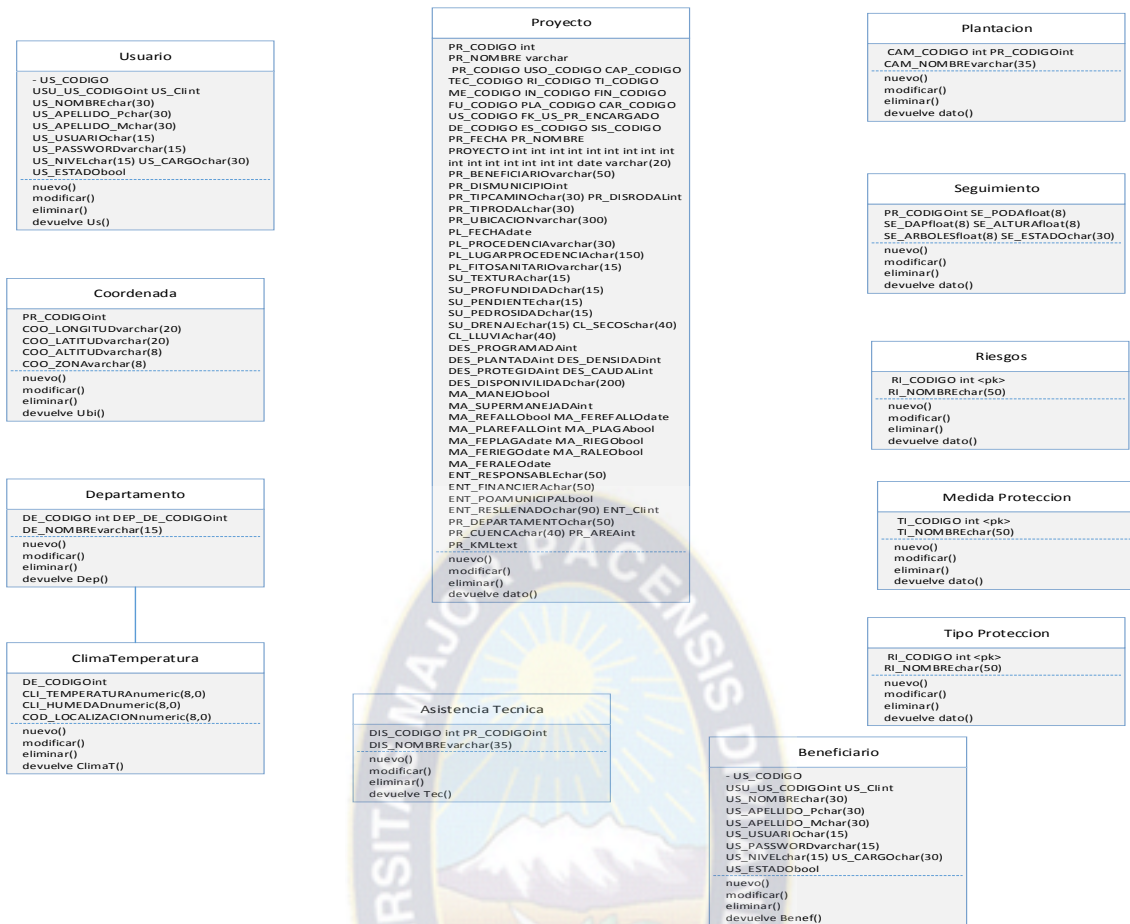 Usuario
- US_CODIGO
USU_US_CODIGOint US_CIint
US_NOMBREchar(30)
US_APELLIDO_Pchar(30)
US_APELLIDO_Mchar(30)
US_USUARIOchar(15)
US_PASSWORDvarchar(15)
US_NIVELchar(15) US_CARGOchar(30)
US_ESTADObool
nuevo()
modificar()
eliminar()
devuelve Us()
Coordenada
PR_CODIGOint
COO_LONGITUDvarchar(20)
COO_LATITUDvarchar(20)
COO_ALTITUDvarchar(8)
COO_ZONAvarchar(8)
nuevo()
modificar()
eliminar()
devuelve Ubi()
Departamento
DE_CODIGO int DEP_DE_CODIGOint
DE_NOMBREvarchar(15)
nuevo()
modificar()
eliminar()
devuelve Dep()
ClimaTemperatura
DE_CODIGOint
CLI_TEMPERATURAnumeric(8,0)
CLI_HUMEDADnumeric(8,0)
COD_LOCALIZACIONnumeric(8,0)
nuevo()
modificar()
eliminar()
devuelve ClimaT()
Proyecto
PR_CODIGO int
PR_NOMBRE varchar
PR_CODIGO USO_CODIGO CAP_CODIGO
TEC_CODIGO RI_CODIGO TI_CODIGO
ME_CODIGO IN_CODIGO FIN_CODIGO
FU_CODIGO PLA_CODIGO CAR_CODIGO
US_CODIGO FK_US_PR_ENCARGADO
DE_CODIGO ES_CODIGO SIS_CODIGO
PR_FECHA PR_NOMBRE
PROYECTO int int int int int int int int int
int int int int int int int date varchar(20)
PR_BENEFICIARIOvarchar(50)
PR_DISMUNICIPIOint
PR_TIPCAMINOchar(30) PR_DISRODALint
PR_TIPRODALchar(30)
PR_UBICACIONvarchar(300)
PL_FECHAdate
PL_PROCEDENCIAvarchar(30)
PL_LUGARPROCEDENCIAchar(150)
PL_FITOSANITARIOvarchar(15)
SU_TEXTURAchar(15)
SU_PROFUNDIDADchar(15)
SU_PENDIENTEchar(15)
SU_PEDROSIDADchar(15)
SU_DRENAJEchar(15) CL_SECOSchar(40)
CL_LLUVIAchar(40)
DES_PROGRAMADAint
DES_PLANTADAint DES_DENSIDADint
DES_PROTEGIDAint DES_CAUDALint
DES_DISPONIVILIDADchar(200)
MA_MANEJObool
MA_SUPERMANEJADAint
MA_REFALLObool MA_FEREFALLOdate
MA_PLAREFALLOint MA_PLAGAbool
MA_FEPLAGAdate MA_RIEGObool
MA_FERIEGOdate MA_RALEObool
MA_FERALEOdate
ENT_RESPONSABLEchar(50)
ENT_FINANCIERAchar(50)
ENT_POAMUNICIPALbool
ENT_RESLLENADOchar(90) ENT_CIint
PR_DEPARTAMENTOchar(50)
PR_CUENCAchar(40) PR_AREAint
PR_KMLtext
nuevo()
modificar()
eliminar()
devuelve dato()
Asistencia Tecnica
DIS_CODIGO int PR_CODIGOint
DIS_NOMBREvarchar(35)
nuevo()
modificar()
eliminar()
devuelve Tec()
Plantacion
CAM_CODIGO int PR_CODIGOint
CAM_NOMBREvarchar(35)
nuevo()
modificar()
eliminar()
devuelve dato()
Seguimiento
PR_CODIGOint SE_PODAfloat(8)
SE_DAPfloat(8) SE_ALTURAfloat(8)
SE_ARBOLESfloat(8) SE_ESTADOchar(30)
nuevo()
modificar()
eliminar()
devuelve dato()
Riesgos
RI_CODIGO int <pk>
RI_NOMBREchar(50)
nuevo()
modificar()
eliminar()
devuelve dato()
Medida Proteccion
TI_CODIGO int <pk>
TI_NOMBREchar(50)
nuevo()
modificar()
eliminar()
devuelve dato()
Tipo Proteccion
RI_CODIGO int <pk>
RI_NOMBREchar(50)
nuevo()
modificar()
eliminar()
devuelve dato()
Beneficiario
- US_CODIGO
USU_US_CODIGOint US_CIint
US_NOMBREchar(30)
US_APELLIDO_Pchar(30)
US_APELLIDO_Mchar(30)
US_USUARIOchar(15)
US_PASSWORDvarchar(15)
US_NIVELchar(15) US_CARGOchar(30)
US_ESTADObool
nuevo()
modificar()
eliminar()
devuelve Benef()